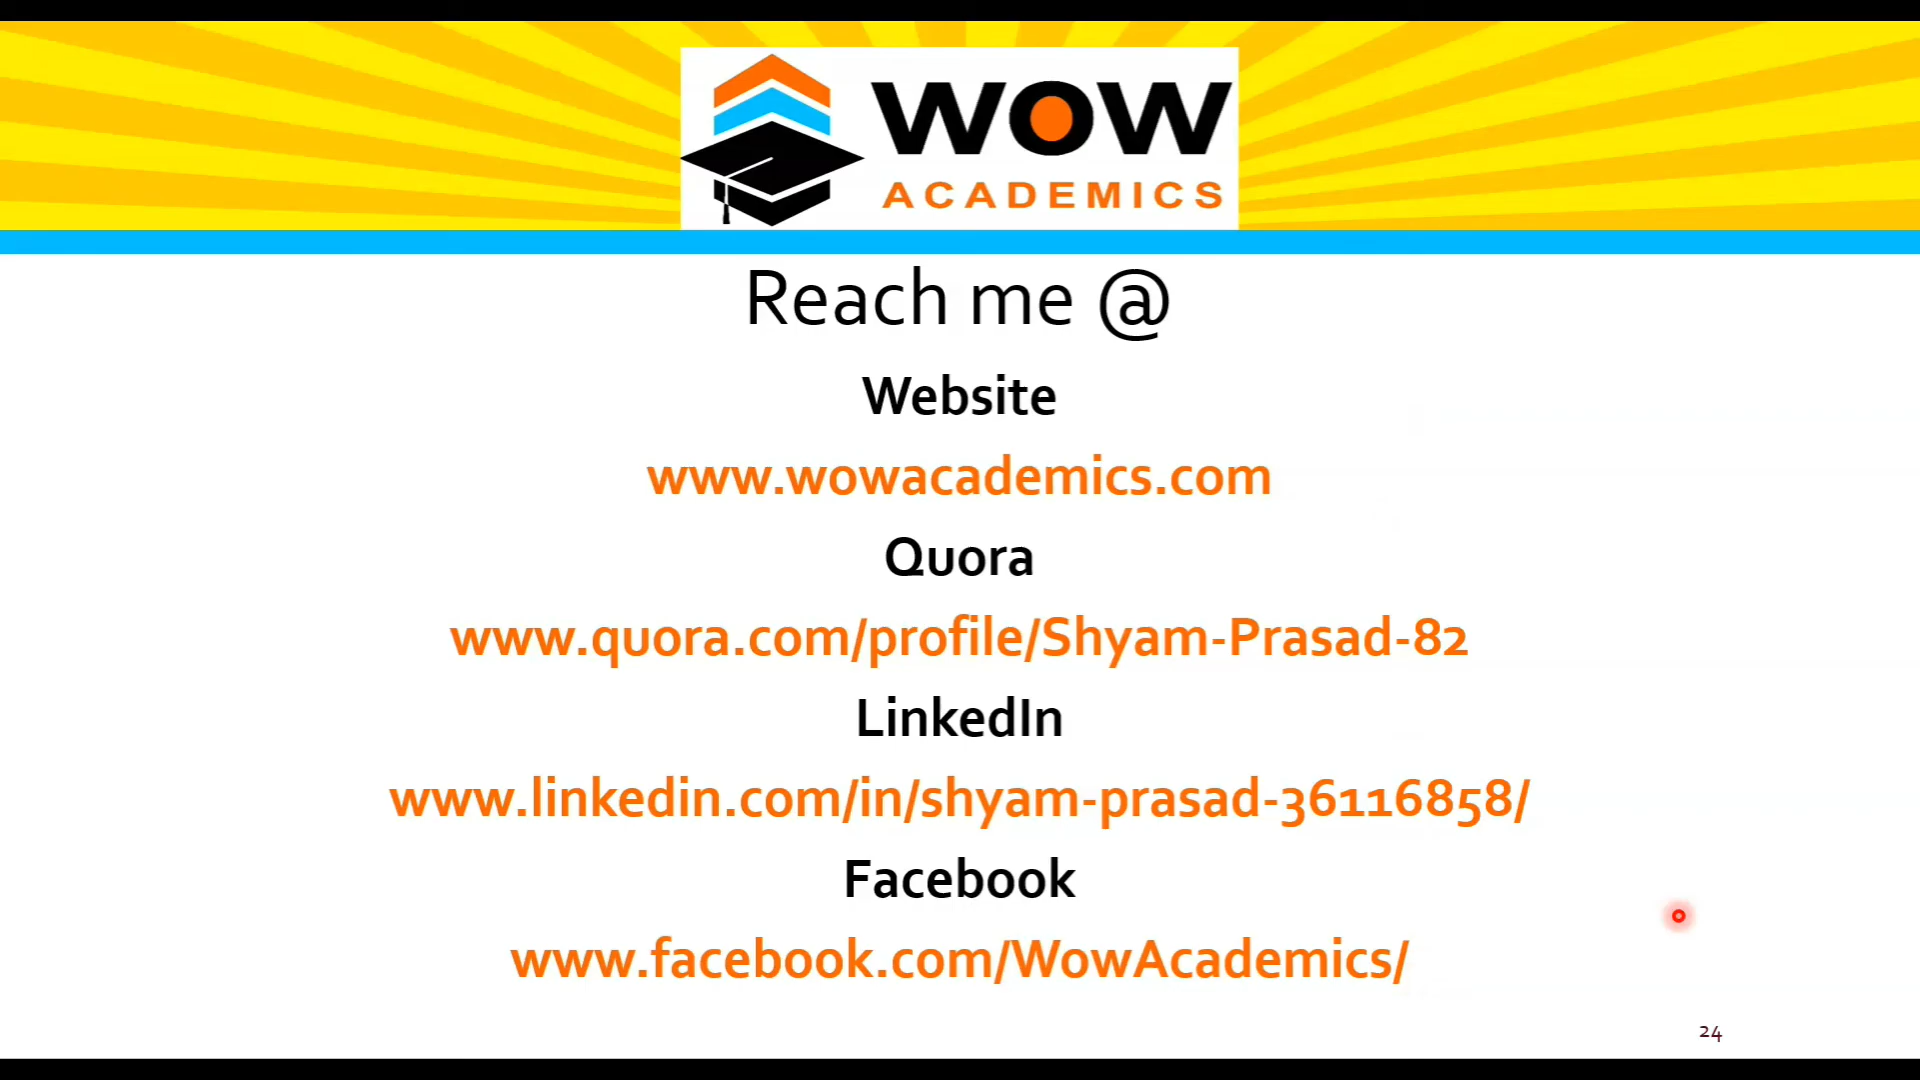 WOW
ACADEMICS
Reach me @
Website
www.wowacademics.com
Quora
www.quora.com/profile/Shyam-Prasad-82
LinkedIn
www.linkedin.com/in/shyam-prasad-36116858/
Facebook
www.facebook.com/WowAcademics/
24